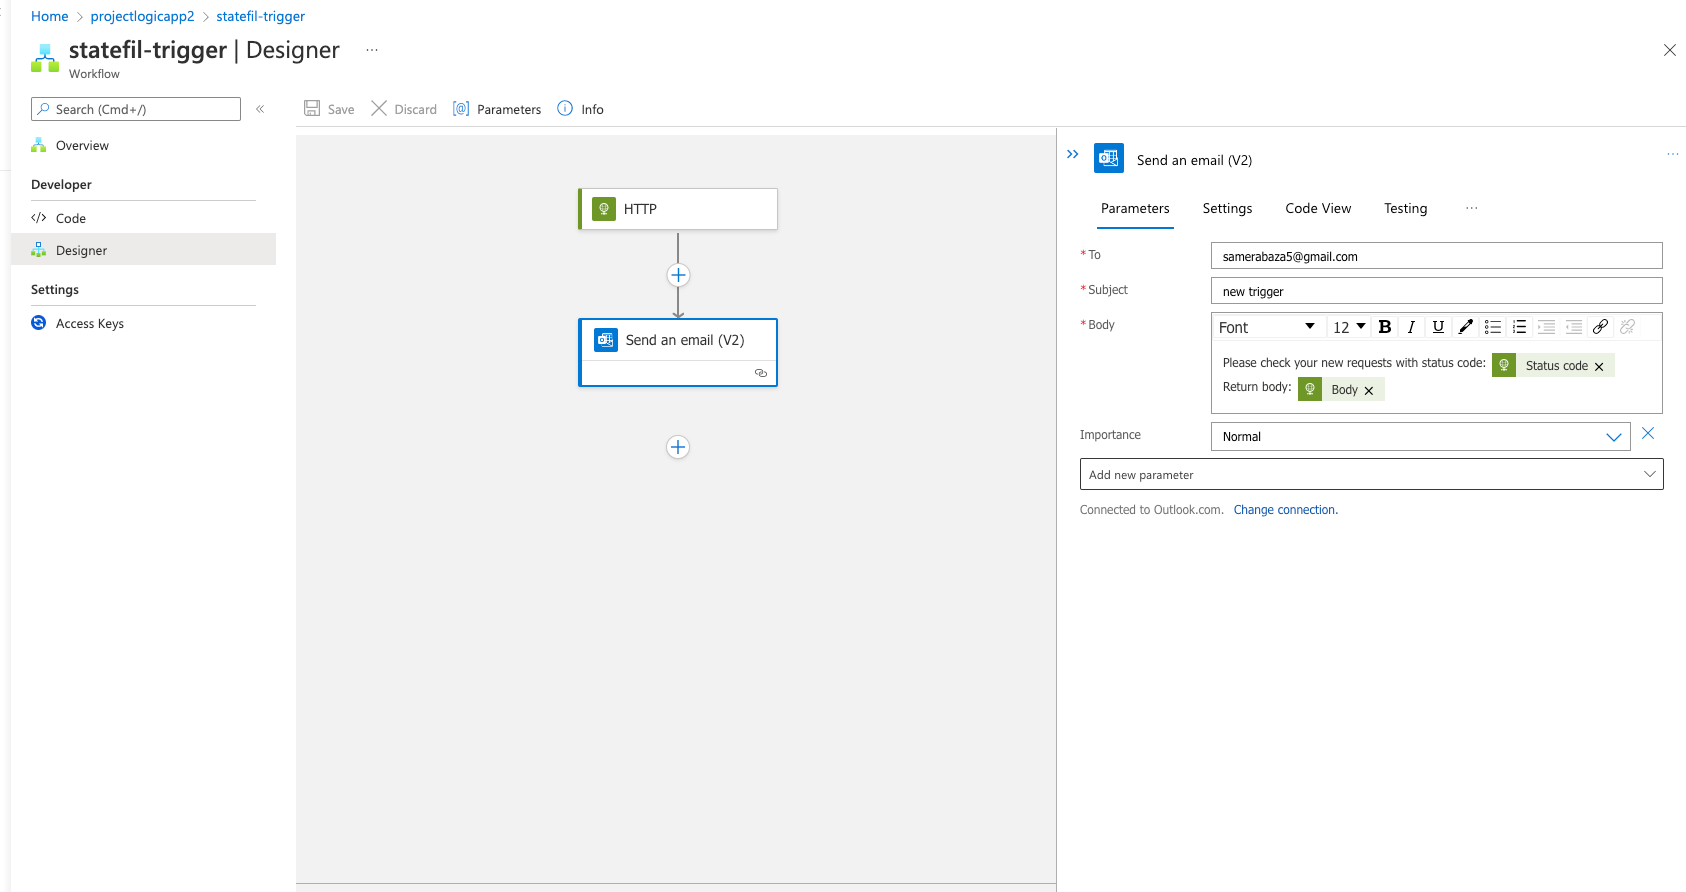 Home > projectlogicapp2 > statefil-trigger
statefil-trigger | Designer ...
Workflow
Search (Cmd+/) «
Overview
Developer
</> Code
Designer
Settings
Access Keys
Save Discard [@] Parameters Info
HTTP
Send an email (V2)
Send an email (V2) ...
Parameters Settings Code View Testing ...
* To samerabaza5@gmail.com
* Subject new trigger
* Body Font 12 B I U
Please check your new requests with status code: Status code ×
Return body: Body ×
Importance Normal
Add new parameter
Connected to Outlook.com. Change connection.